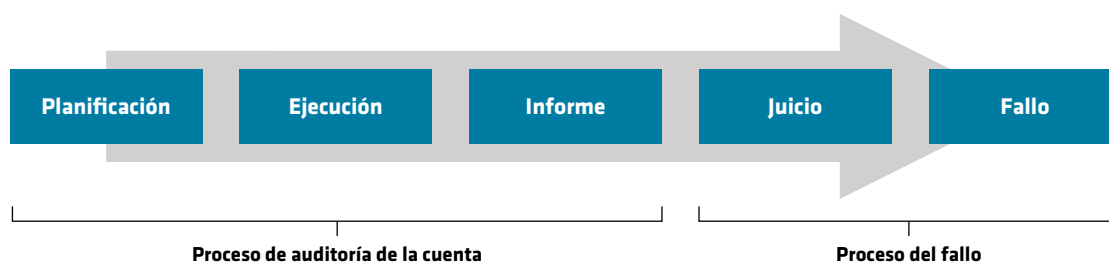 Planificación
Ejecución
Informe
Juicio
Fallo
Proceso de auditoría de la cuenta
Proceso del fallo